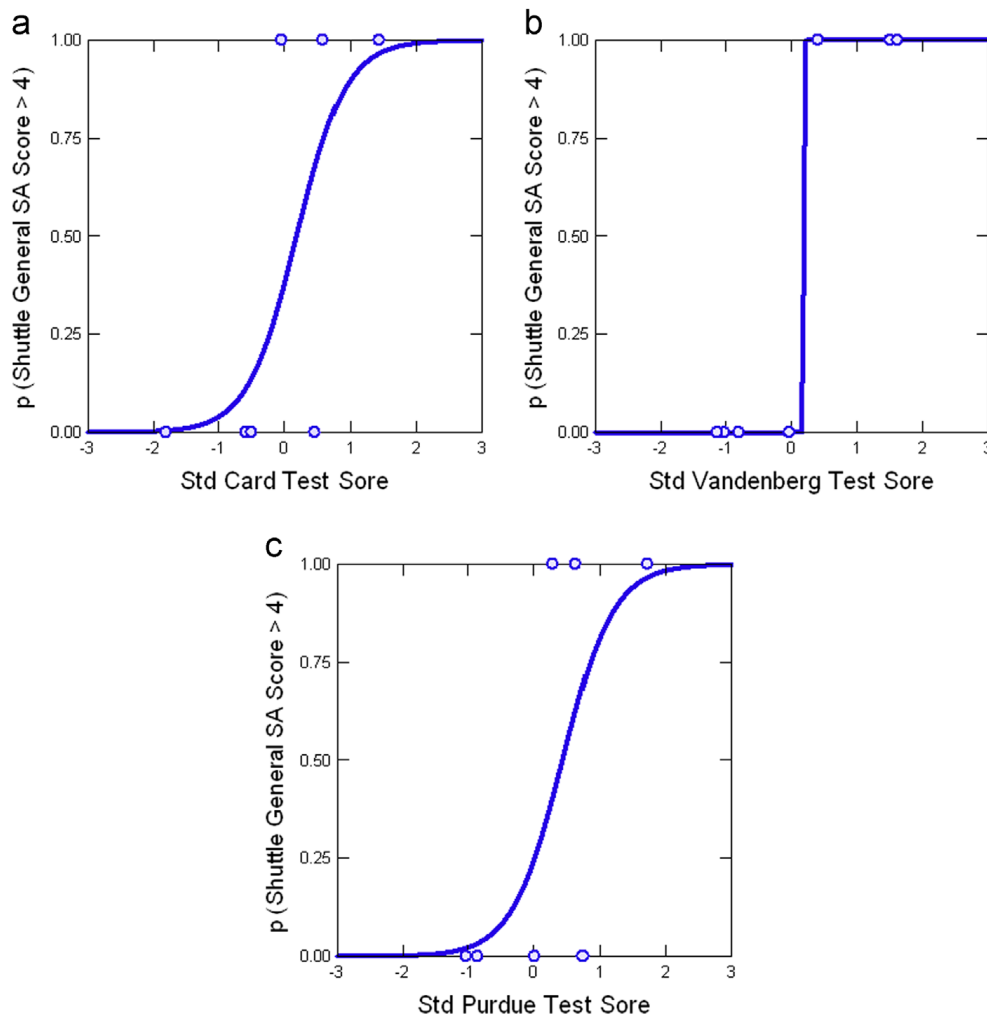 a
p (Shuttle General SA Score > 4)
1.00
0.75
0.50
0.25
0.00
-3 -2 -1 0 1 2 3
Std Card Test Sore
b
p (Shuttle General SA Score > 4)
1.00
0.75
0.50
0.25
0.00
-3 -2 -1 0 1 2 3
Std Vandenberg Test Sore
c
p (Shuttle General SA Score > 4)
1.00
0.75
0.50
0.25
0.00
-3 -2 -1 0 1 2 3
Std Purdue Test Sore